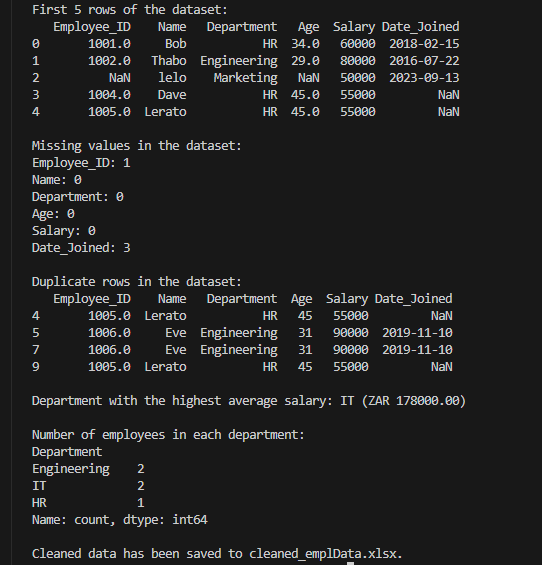 First 5 rows of the dataset:
Employee_ID Name Department Age Salary Date_Joined
0 1001.0 Bob HR 34.0 60000 2018-02-15
1 1002.0 Thabo Engineering 29.0 80000 2016-07-22
2 NaN lelo Marketing NaN 50000 2023-09-13
3 1004.0 Dave HR 45.0 55000 NaN
4 1005.0 Lerato HR 45.0 55000 NaN
Missing values in the dataset:
Employee_ID: 1
Name: 0
Department: 0
Age: 0
Salary: 0
Date_Joined: 3
Duplicate rows in the dataset:
Employee_ID Name Department Age Salary Date_Joined
4 1005.0 Lerato HR 45 55000 NaN
5 1006.0 Eve Engineering 31 90000 2019-11-10
7 1006.0 Eve Engineering 31 90000 2019-11-10
9 1005.0 Lerato HR 45 55000 NaN
Department with the highest average salary: IT (ZAR 178000.00)
Number of employees in each department:
Department
Engineering 2
IT 2
HR 1
Name: count, dtype: int64
Cleaned data has been saved to cleaned_emplData.xlsx.